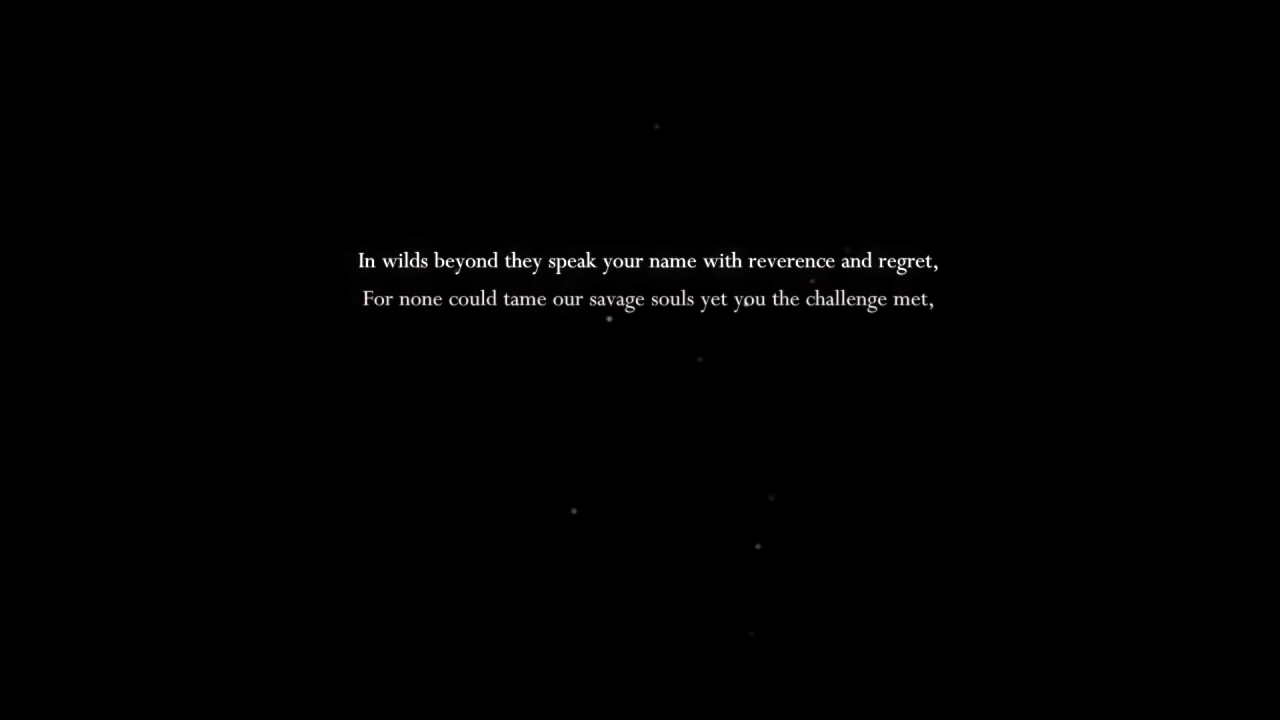 In wilds beyond they speak your name with reverence and regret,
For none could tame our savage souls yet you the challenge met,